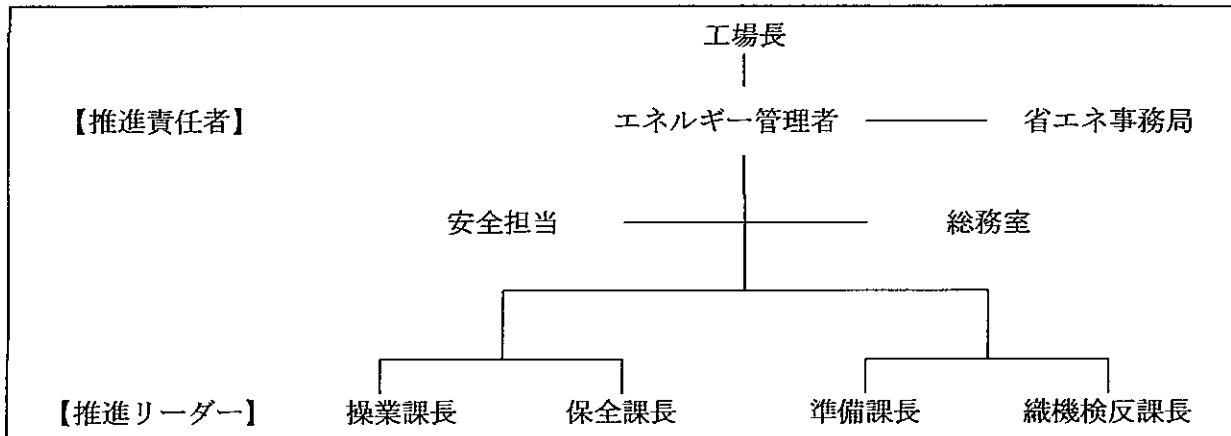 工場長
【推進責任者】 エネルギー管理者 省エネ事務局
安全担当 総務室
【推進リーダー】 操業課長 保全課長 準備課長 織機検反課長